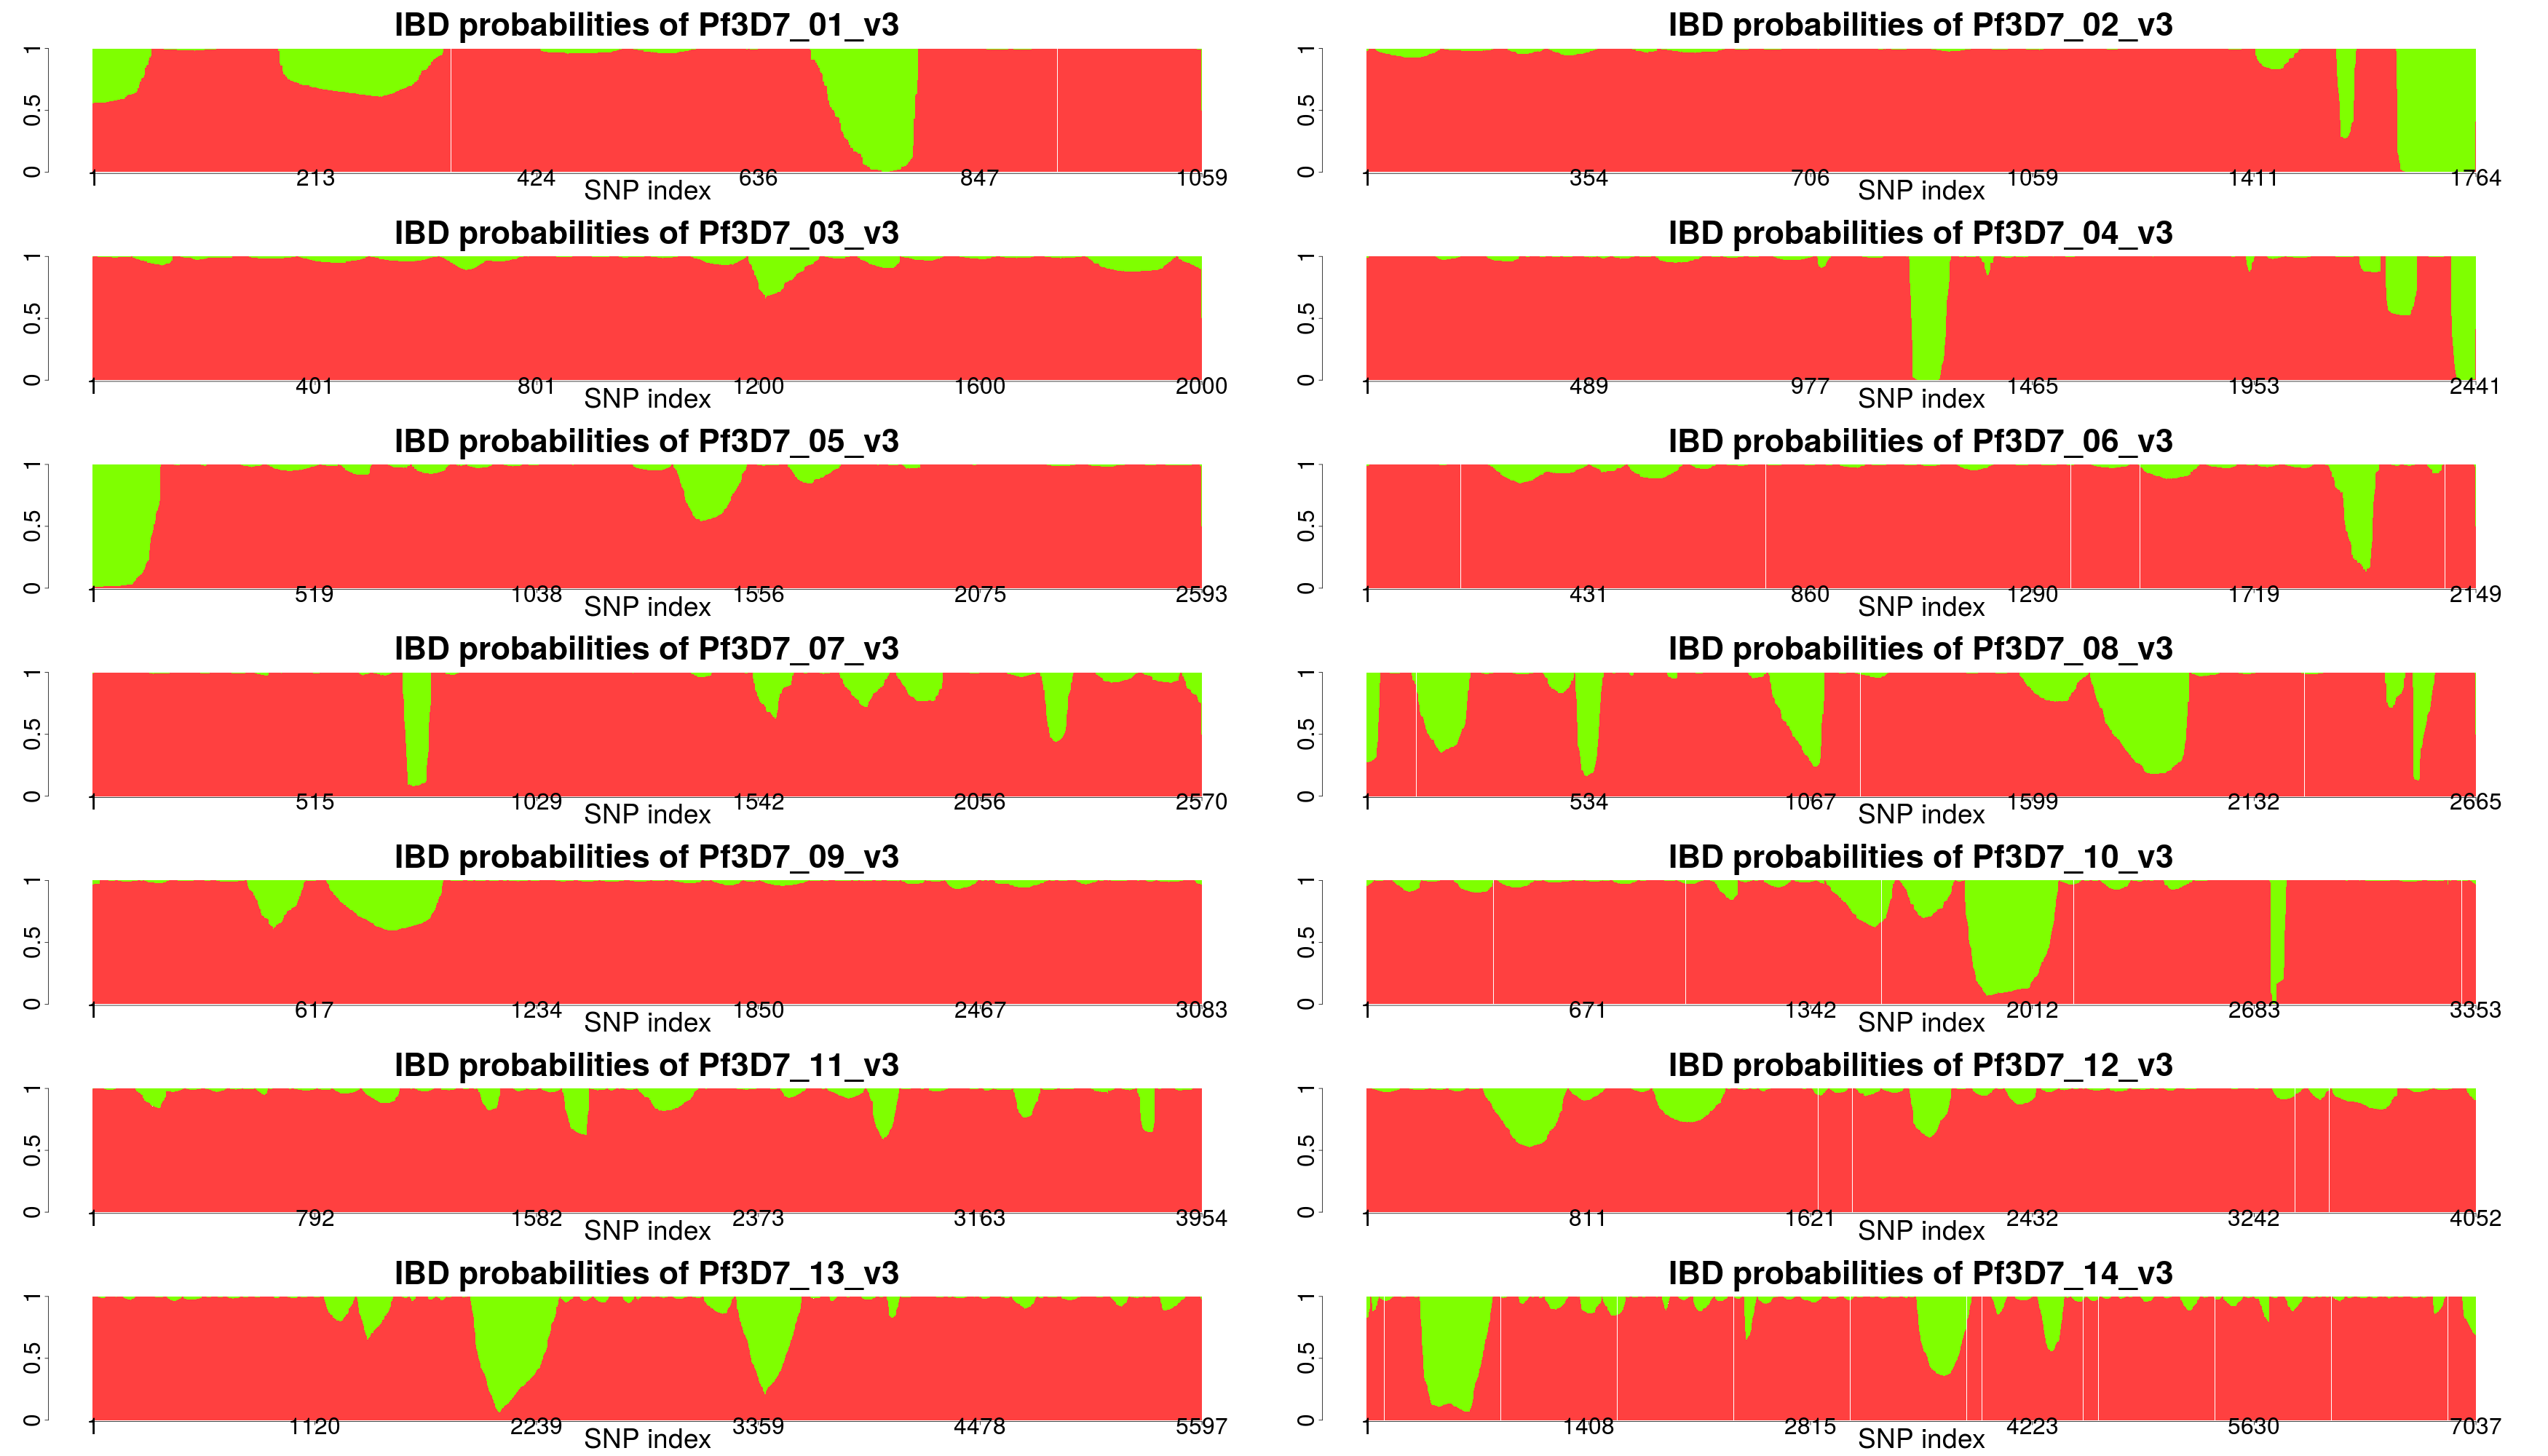 IBD probabilities of Pf3D7_01_v3
0 0.5 1
1 213 424 636 847 1059
SNP index
IBD probabilities of Pf3D7_02_v3
0 0.5 1
1 354 706 1059 1411 1764
SNP index
IBD probabilities of Pf3D7_03_v3
0 0.5 1
1 401 801 1200 1600 2000
SNP index
IBD probabilities of Pf3D7_04_v3
0 0.5 1
1 489 977 1465 1953 2441
SNP index
IBD probabilities of Pf3D7_05_v3
0 0.5 1
1 519 1038 1556 2075 2593
SNP index
IBD probabilities of Pf3D7_06_v3
0 0.5 1
1 431 860 1290 1719 2149
SNP index
IBD probabilities of Pf3D7_07_v3
0 0.5 1
1 515 1029 1542 2056 2570
SNP index
IBD probabilities of Pf3D7_08_v3
0 0.5 1
1 534 1067 1599 2132 2665
SNP index
IBD probabilities of Pf3D7_09_v3
0 0.5 1
1 617 1234 1850 2467 3083
SNP index
IBD probabilities of Pf3D7_10_v3
0 0.5 1
1 671 1342 2012 2683 3353
SNP index
IBD probabilities of Pf3D7_11_v3
0 0.5 1
1 792 1582 2373 3163 3954
SNP index
IBD probabilities of Pf3D7_12_v3
0 0.5 1
1 811 1621 2432 3242 4052
SNP index
IBD probabilities of Pf3D7_13_v3
0 0.5 1
1 1120 2239 3359 4478 5597
SNP index
IBD probabilities of Pf3D7_14_v3
0 0.5 1
1 1408 2815 4223 5630 7037
SNP index